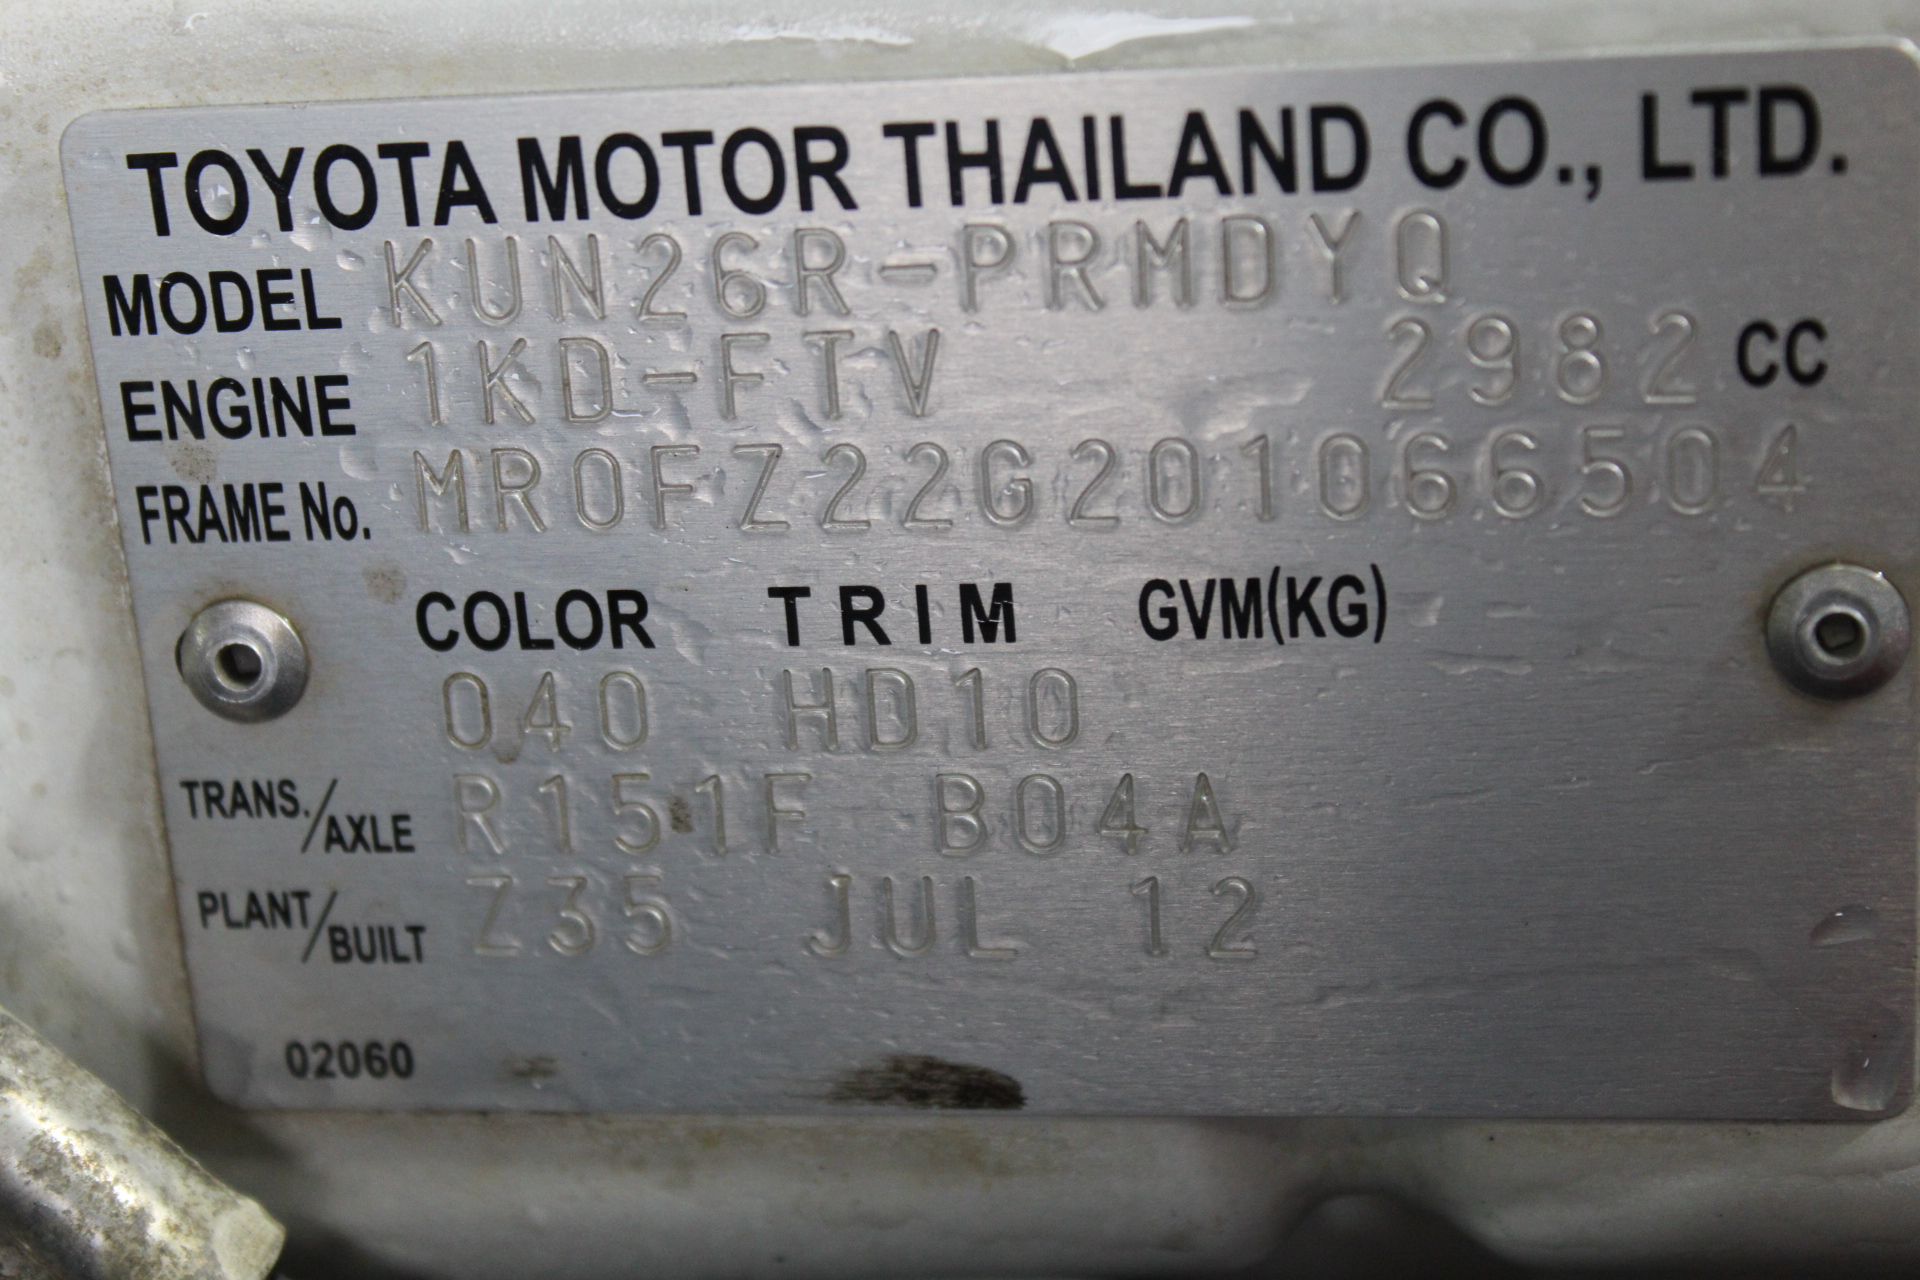 TOYOTA MOTOR THAILAND CO., LTD.
MODEL KUN26R-PRMDYQ
ENGINE 1KD-FTV 2982 CC
FRAME No. MR0FZ22G201066504
COLOR TRIM GVM(KG)
040 HD10
TRANS./AXLE R151F B04A
PLANT/BUILT Z35 JUL 12
02060